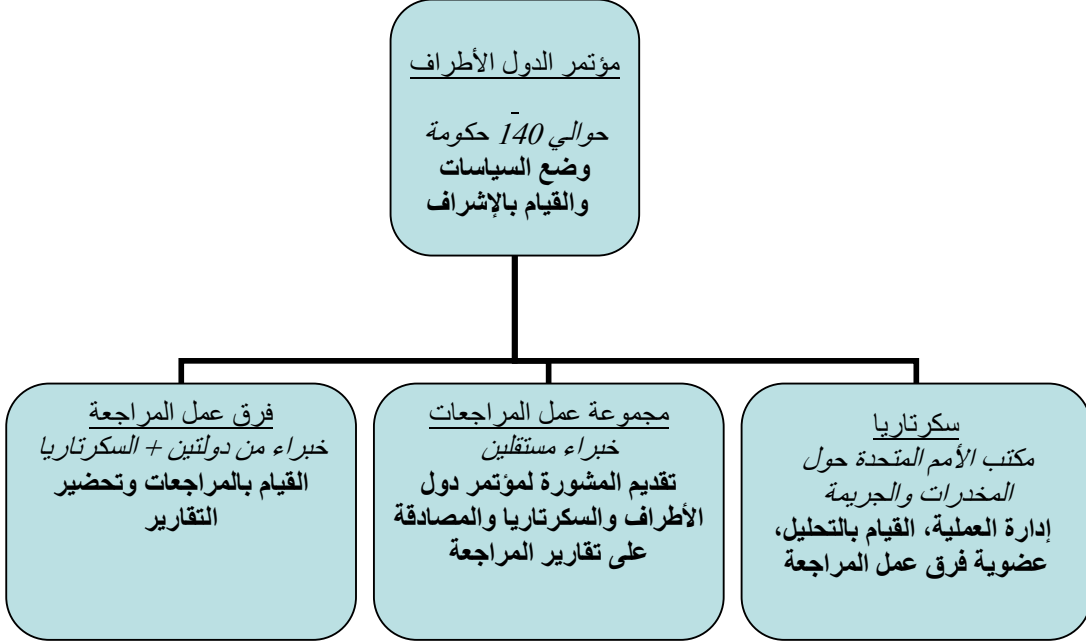 مؤتمر الدول الأطراف
-
حوالي 140 حكومة
وضع السياسات
والقيام بالإشراف
سكرتاريا
مكتب الأمم المتحدة حول
المخدرات والجريمة
إدارة العملية، القيام بالتحليل،
عضوية فرق عمل المراجعة
مجموعة عمل المراجعات
خبراء مستقلين
تقديم المشورة لمؤتمر دول
الأطراف والسكرتاريا والمصادقة
على تقارير المراجعة
فرق عمل المراجعة
خبراء من دولتين + السكرتاريا
القيام بالمراجعات وتحضير
التقارير